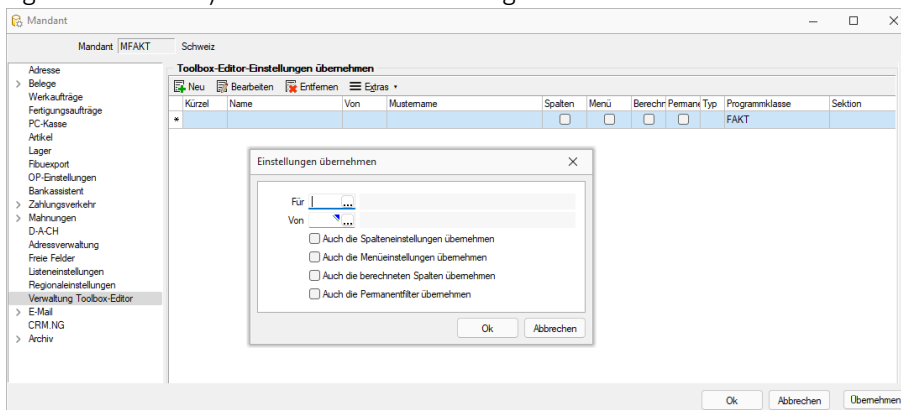 Mandant
Mandant MFAKT Schweiz
Adresse
Belege
Werkaufträge
Fertigungsaufträge
PC-Kasse
Artikel
Lager
Fibuexport
OP-Einstellungen
Bankassistent
Zahlungsverkehr
Mahnungen
D-A-CH
Adressverwaltung
Freie Felder
Listeneinstellungen
Regionaleinstellungen
Verwaltung Toolbox-Editor
E-Mail
CRM.NG
Archiv
Toolbox-Editor-Einstellungen übernehmen
Neu Bearbeiten Entfernen Extras
Kürzel Name Von Mustername Spalten Menü Berechr Permane Typ Programmklasse Sektion
* FAKT
Einstellungen übernehmen
Für ...
Von ...
Auch die Spalteneinstellungen übernehmen
Auch die Menüeinstellungen übernehmen
Auch die berechneten Spalten übernehmen
Auch die Permanentfilter übernehmen
Ok Abbrechen
Ok Abbrechen Übernehmen